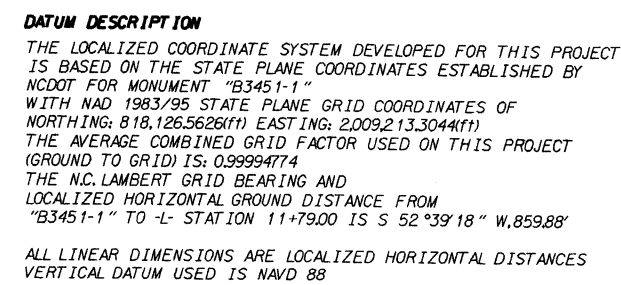 DATUM DESCRIPTION
THE LOCALIZED COORDINATE SYSTEM DEVELOPED FOR THIS PROJECT
IS BASED ON THE STATE PLANE COORDINATES ESTABLISHED BY
NCDOT FOR MONUMENT "B3451-1"
WITH NAD 1983/95 STATE PLANE GRID COORDINATES OF
NORTHING: 818,126.5626(ft) EASTING: 2,009,213.3044(ft)
THE AVERAGE COMBINED GRID FACTOR USED ON THIS PROJECT
(GROUND TO GRID) IS: 0.99994774
THE N.C. LAMBERT GRID BEARING AND
LOCALIZED HORIZONTAL GROUND DISTANCE FROM
"B3451-1" TO -L- STATION 11+79.00 IS S 52°39'18" W, 859.88'
ALL LINEAR DIMENSIONS ARE LOCALIZED HORIZONTAL DISTANCES
VERTICAL DATUM USED IS NAVD 88